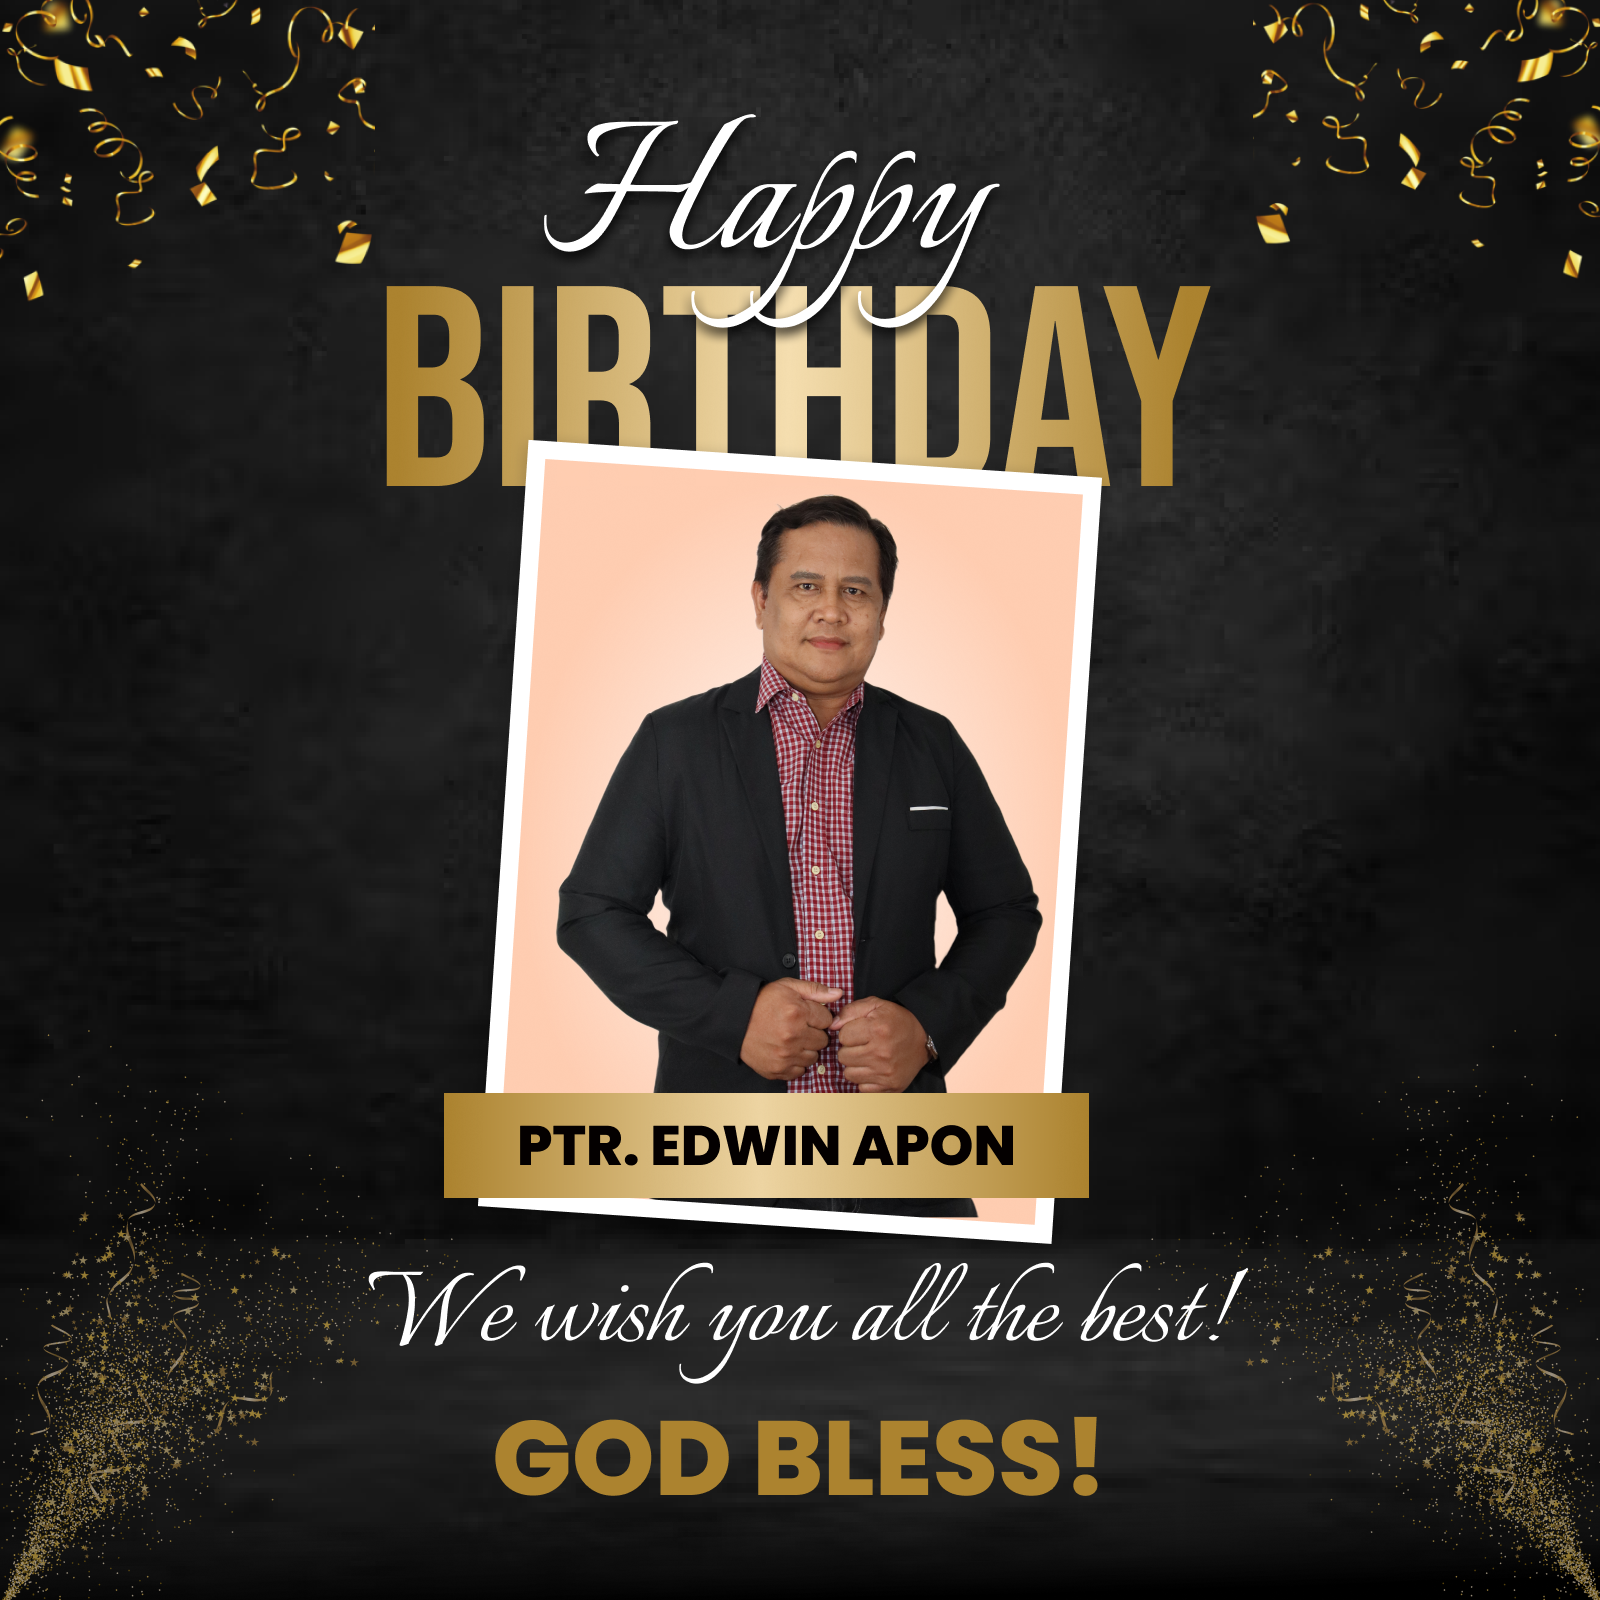 Happy
BIRTHDAY
PTR. EDWIN APON
We wish you all the best!
GOD BLESS!